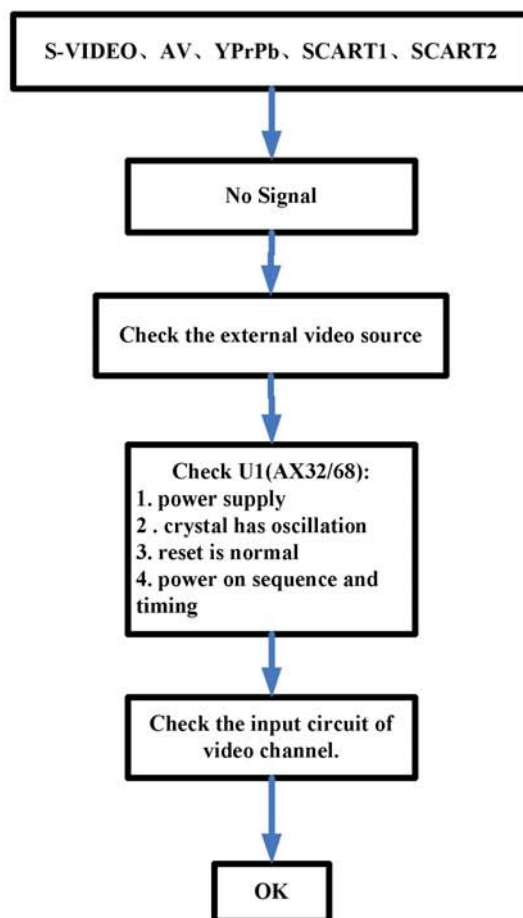 S-VIDEO、AV、YPrPb、SCART1、SCART2
No Signal
Check the external video source
Check U1(AX32/68):
1. power supply
2 . crystal has oscillation
3. reset is normal
4. power on sequence and
timing
Check the input circuit of
video channel.
OK